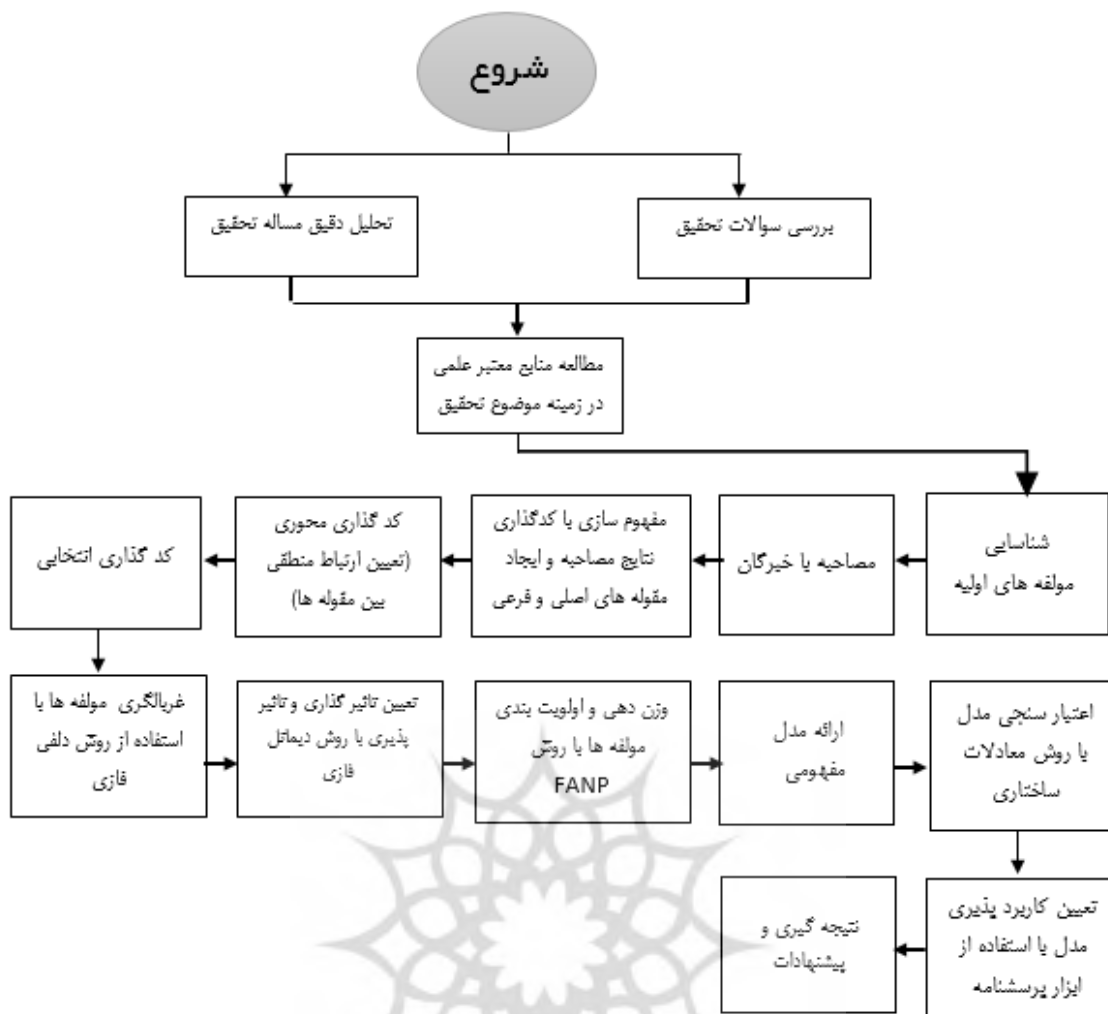 شروع
بررسی سوالات تحقیق
تحلیل دقیق مساله تحقیق
مطالعه منابع معتبر علمی
در زمینه موضوع تحقیق
شناسایی
مولفه های اولیه
مصاحبه با خبرگان
مفهوم سازی با کدگذاری
نتایج مصاحبه و ایجاد
مقوله های اصلی و فرعی
کد گذاری محوری
(تعیین ارتباط منطقی
بین مقوله ها)
کد گذاری انتخابی
غربالگری مولفه ها با
استفاده از روش دلفی
فازی
تعیین تاثیر گذاری و تاثیر
پذیری با روش دیماتل
فازی
وزن دهی و اولویت بندی
مولفه ها با روش
FANP
ارائه مدل
مفهومی
اعتبار سنجی مدل
با روش معادلات
ساختاری
تعیین کاربرد پذیری
مدل با استفاده از
ابزار پرسشنامه
نتیجه گیری و
پیشنهادات